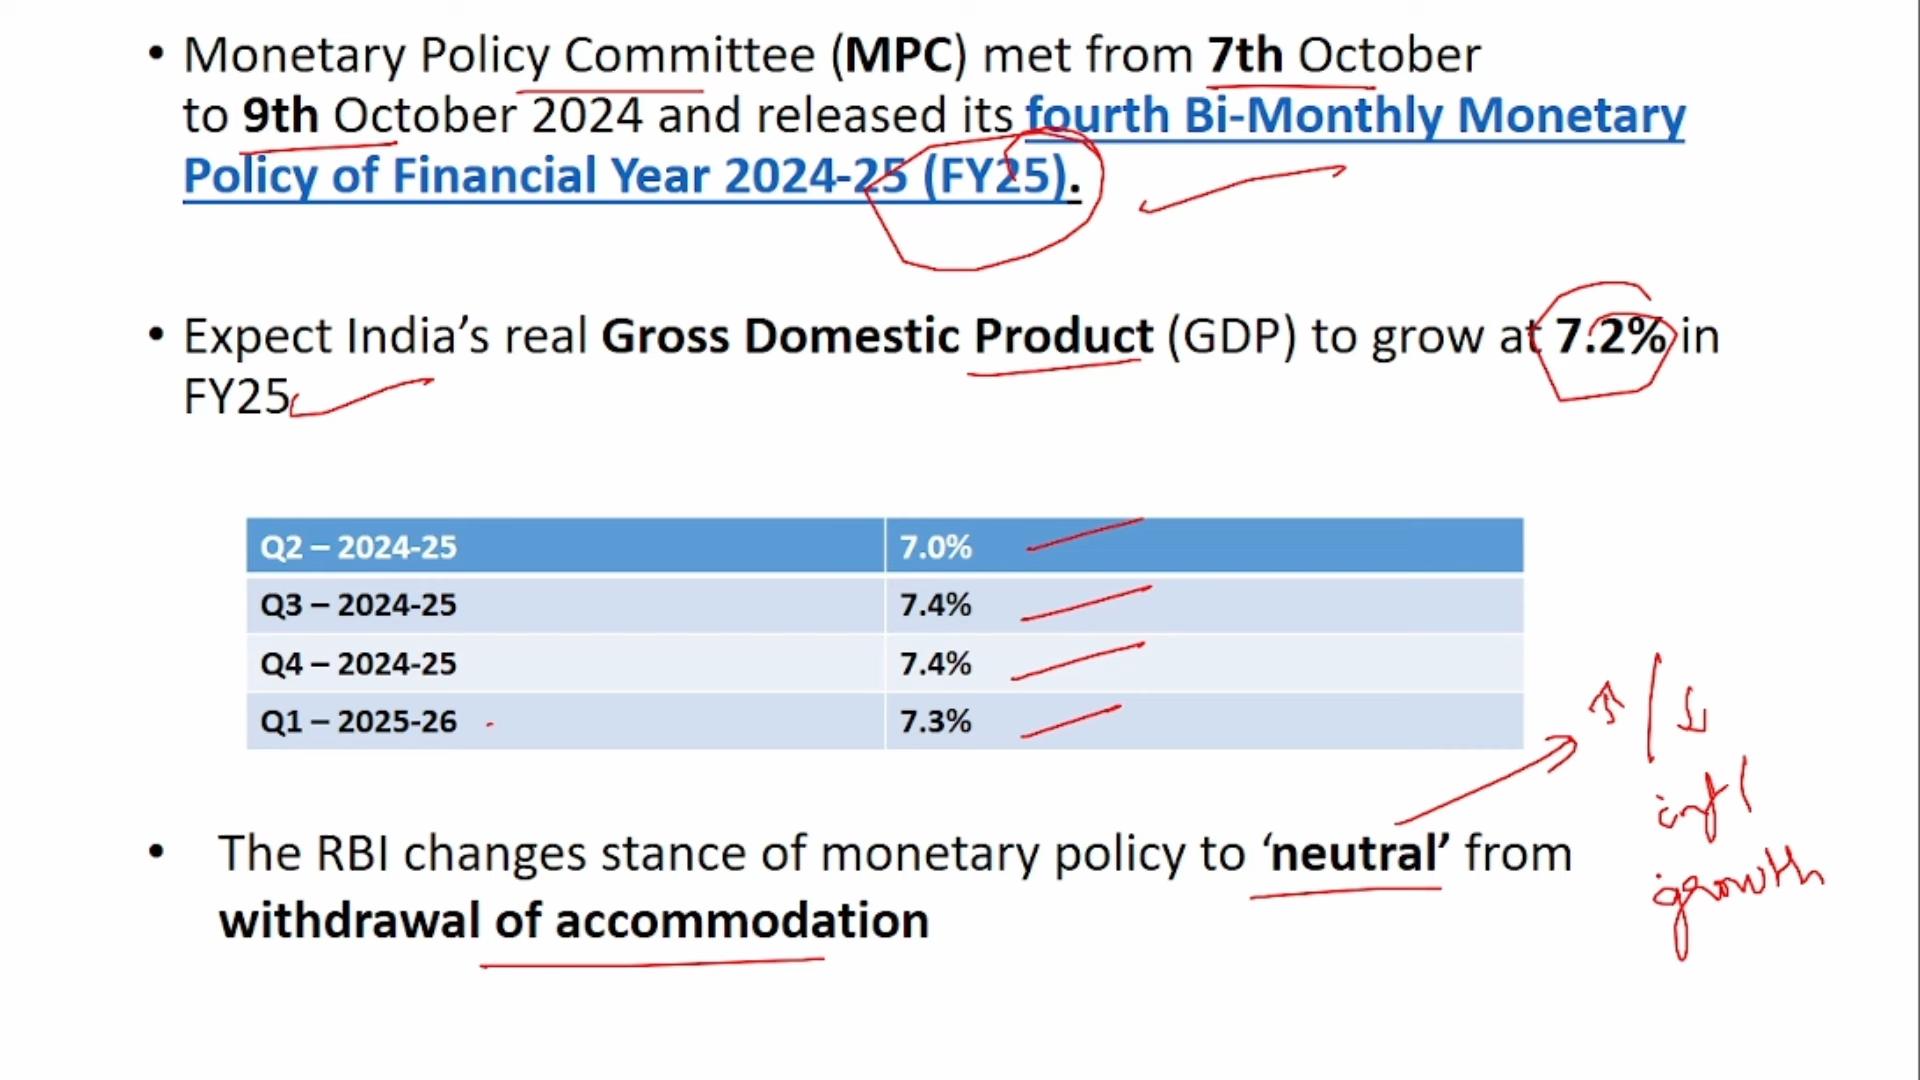 • Monetary Policy Committee (MPC) met from 7th October
to 9th October 2024 and released its fourth Bi-Monthly Monetary
Policy of Financial Year 2024-25 (FY25).
• Expect India’s real Gross Domestic Product (GDP) to grow at 7.2% in
FY25
Q2 – 2024-25 7.0%
Q3 – 2024-25 7.4%
Q4 – 2024-25 7.4%
Q1 – 2025-26 7.3%
↑ / ↓
infl
growth
• The RBI changes stance of monetary policy to ‘neutral’ from
withdrawal of accommodation